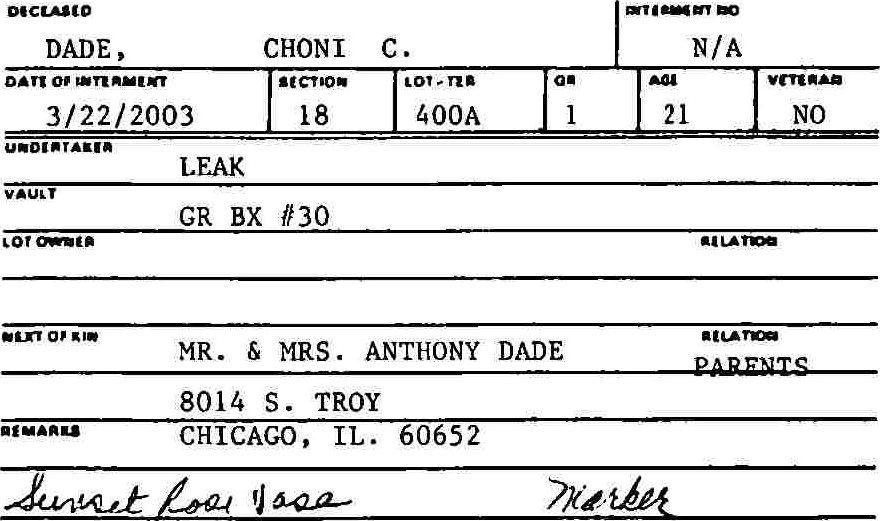 DECEASED INTERMENT NO
DADE, CHONI C. N/A
DATE OF INTERMENT SECTION LOT-TER GR AGE VETERAN
3/22/2003 18 400A 1 21 NO
UNDERTAKER
LEAK
VAULT
GR BX #30
LOT OWNER RELATION
NEXT OF KIN RELATION
MR. & MRS. ANTHONY DADE PARENTS
8014 S. TROY
REMARKS CHICAGO, IL. 60652
Sunset Rose Vase Marker